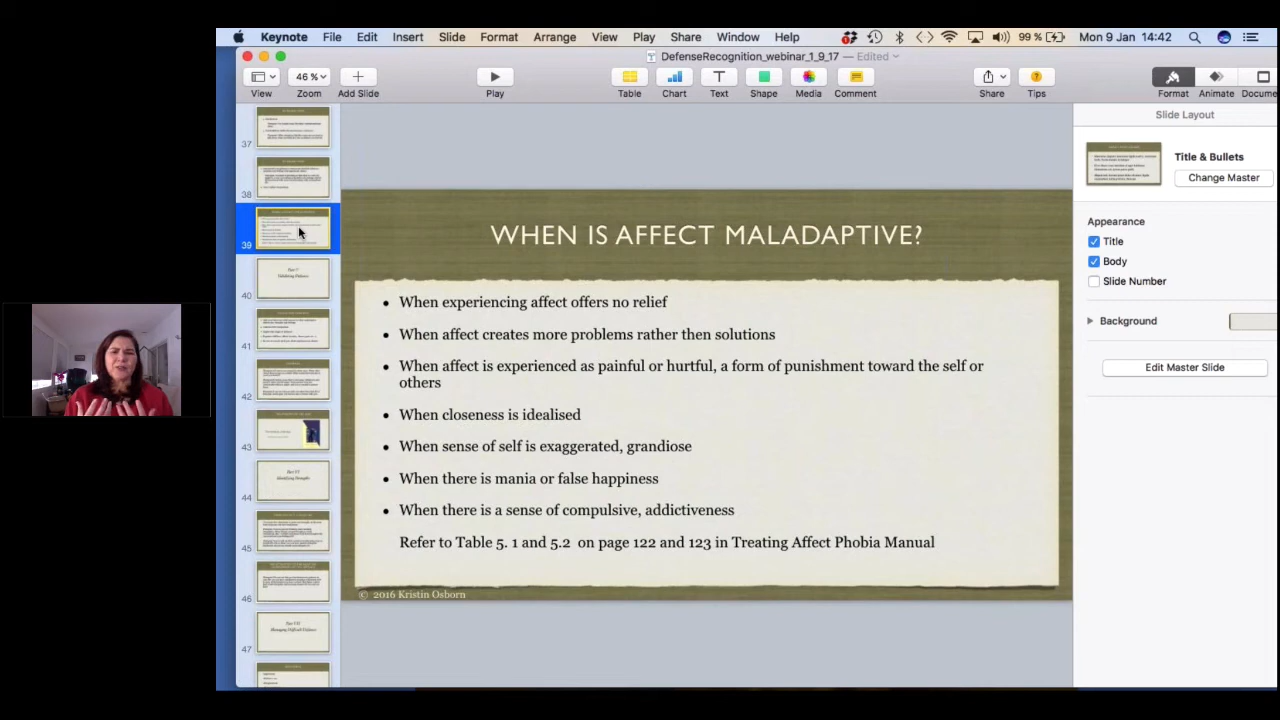 Keynote File Edit Insert Slide Format Arrange View Play Share Window Help 1 99 % Mon 9 Jan 14:42
DefenseRecognition_webinar_1_9_17 — Edited
46 %
View Zoom Add Slide Play Table Chart Text Shape Media Comment Share Tips Format Animate Docume
Slide Layout
Title & Bullets
Change Master
Appearance
Title
Body
Slide Number
Background
Edit Master Slide
37
38
39
40
41
42
43
44
45
46
47
WHEN IS AFFECT MALADAPTIVE?
• When experiencing affect offers no relief
• When affect creates more problems rather then solutions
• When affect is experienced as painful or hurtful, a form of punishment toward the self or
others
• When closeness is idealised
• When sense of self is exaggerated, grandiose
• When there is mania or false happiness
• When there is a sense of compulsive, addictiveness
Refer to Table 5. 1 and 5.2 on page 122 and 123 in Treating Affect Phobia Manual
© 2016 Kristin Osborn